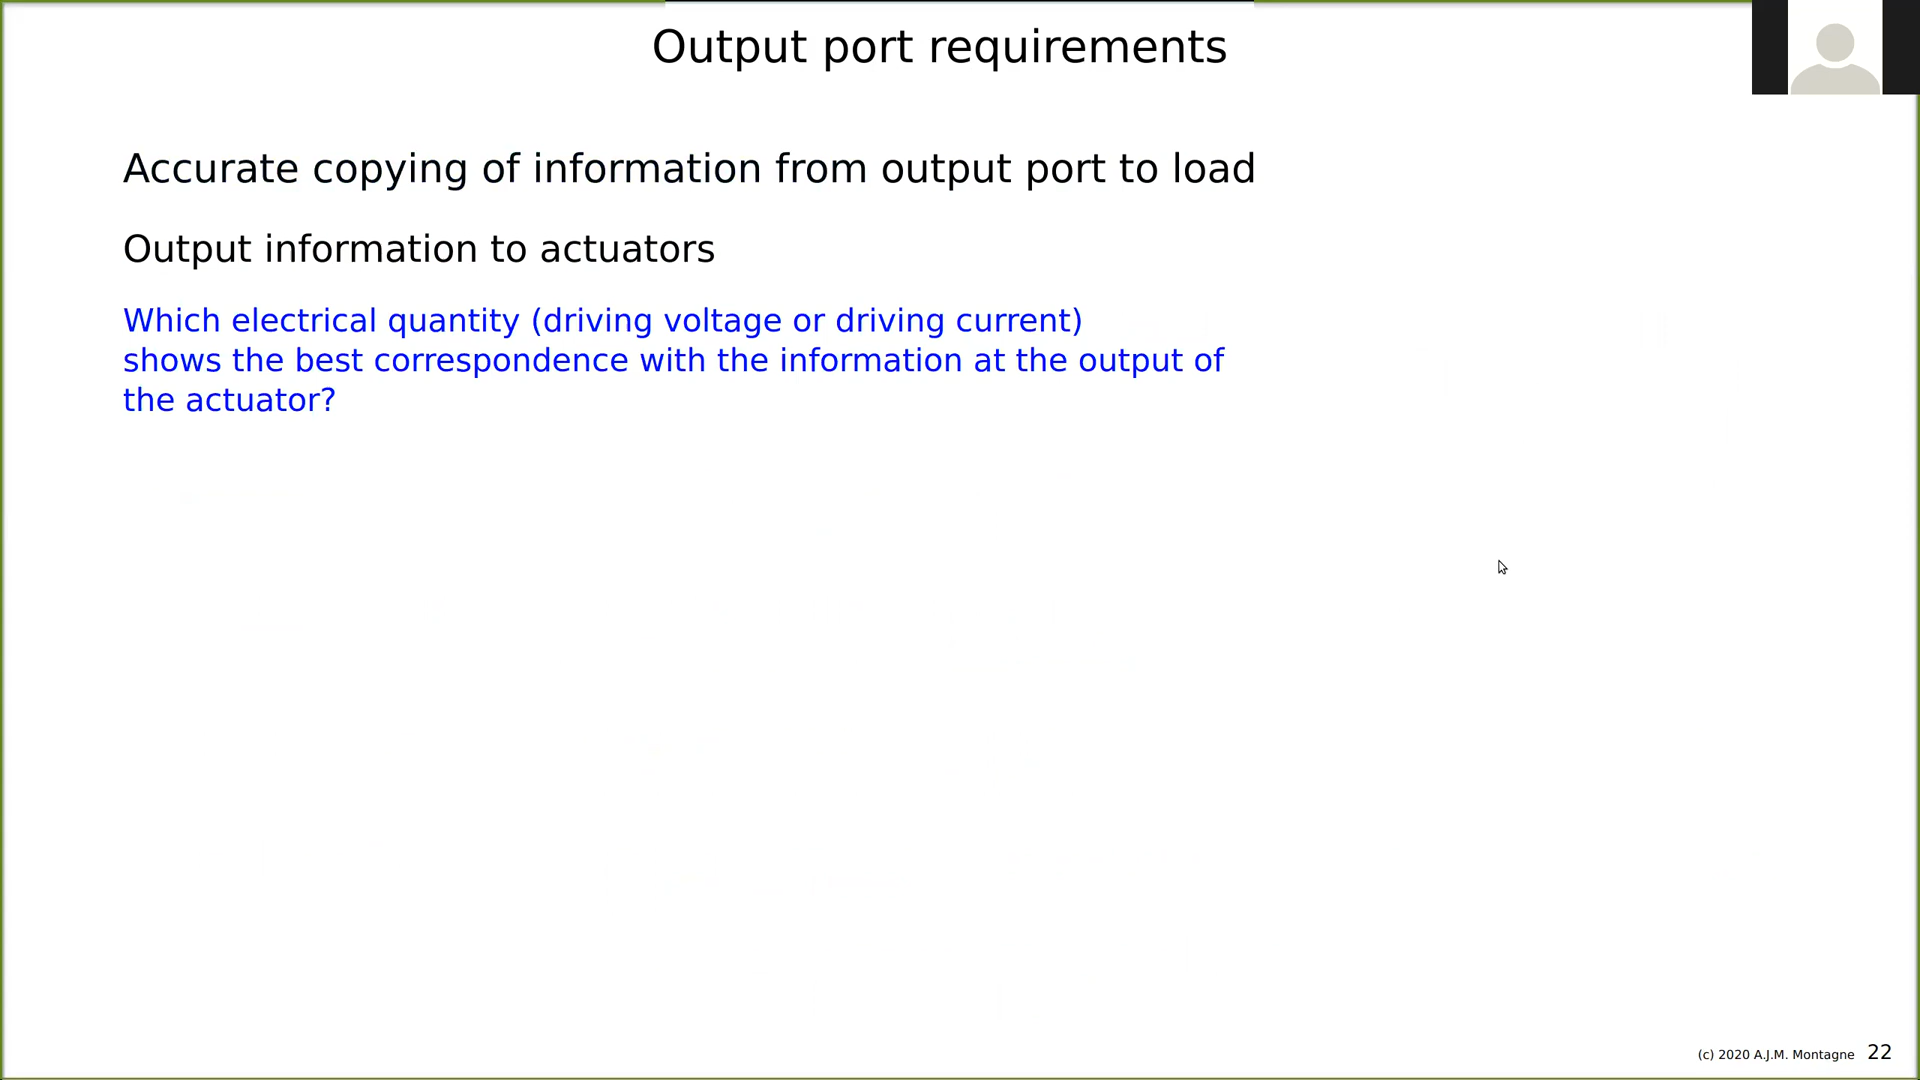 Output port requirements
Accurate copying of information from output port to load
Output information to actuators
Which electrical quantity (driving voltage or driving current)
shows the best correspondence with the information at the output of
the actuator?
(c) 2020 A.J.M. Montagne 22